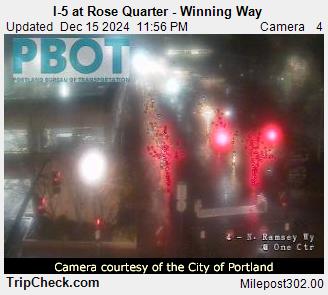 I-5 at Rose Quarter - Winning Way
Updated Dec 15 2024 11:56 PM Camera 4
PBOT
PORTLAND BUREAU OF TRANSPORTATION
4 - N. Ramsey Wy
@ One Ctr
Camera courtesy of the City of Portland
TripCheck.com Milepost302.00